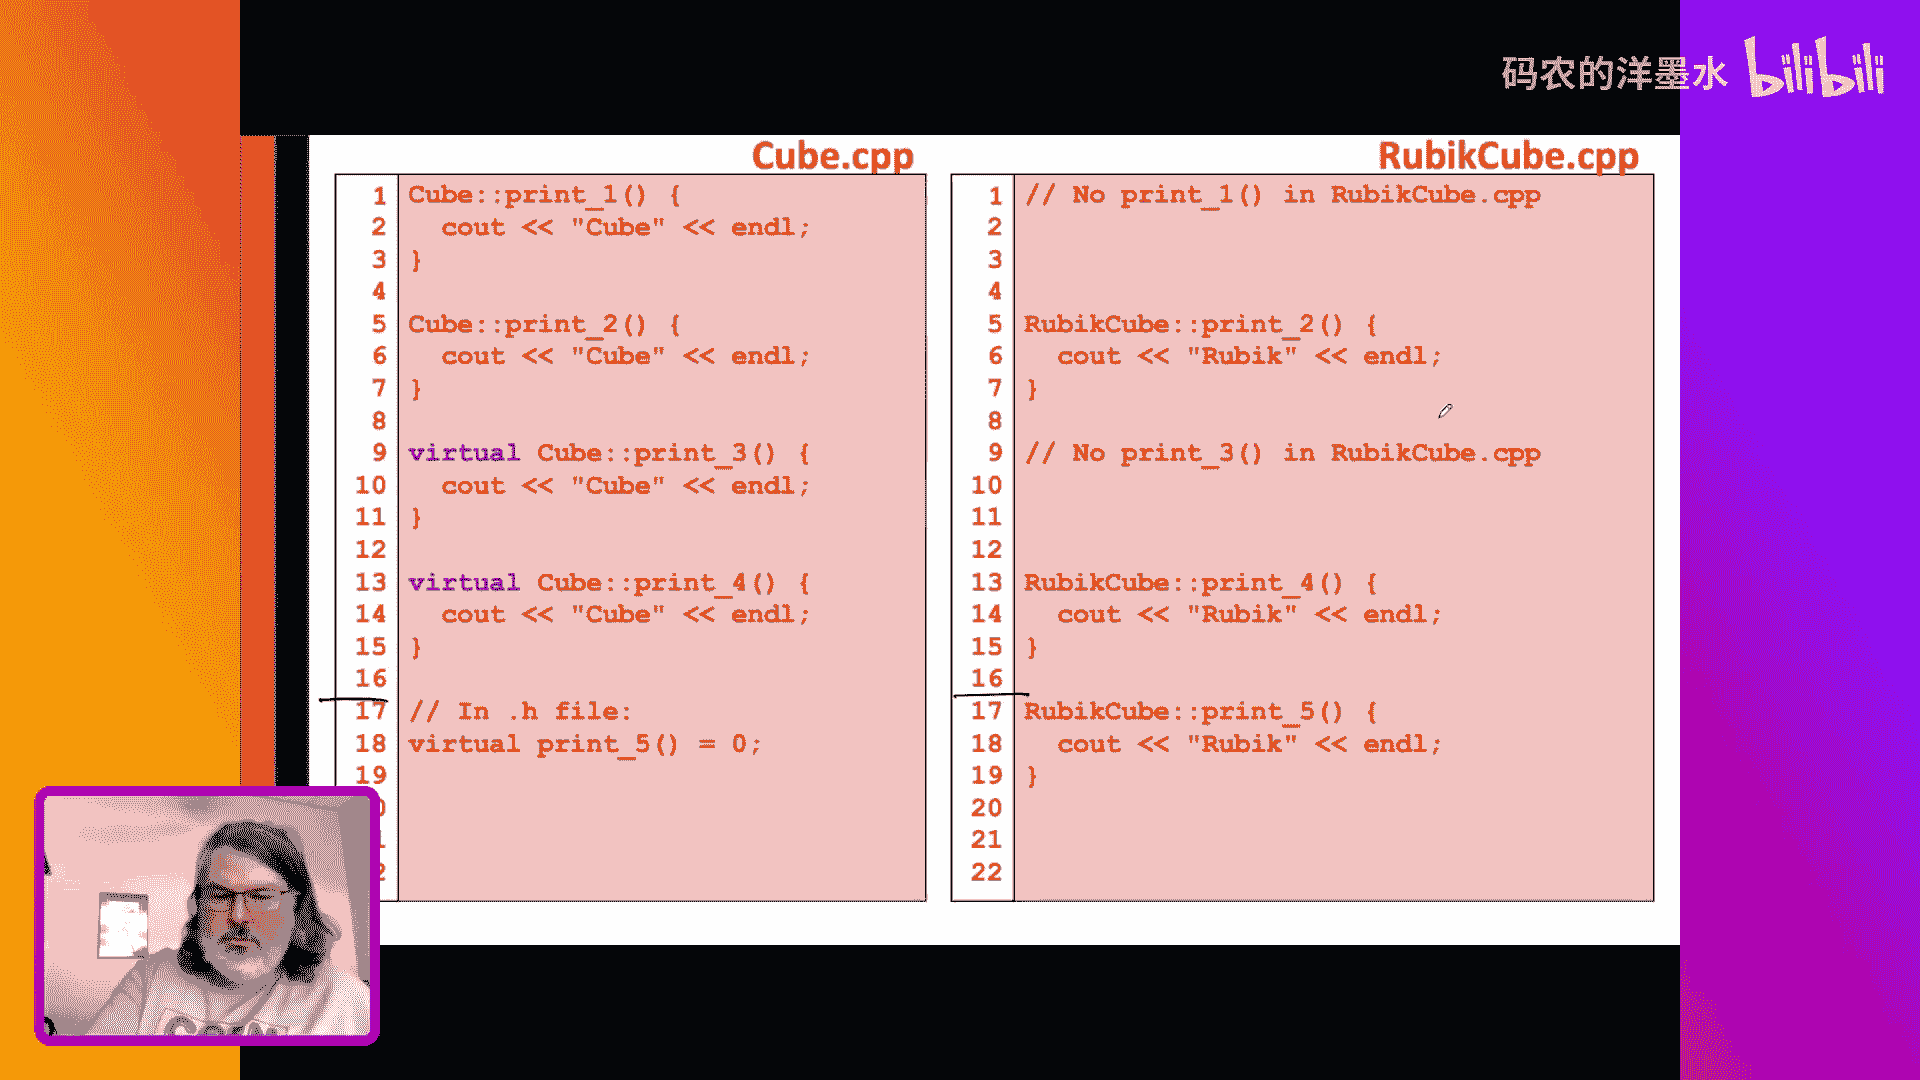 码农的洋墨水 bilibili
Cube.cpp
1 Cube::print_1() {
2 cout << "Cube" << endl;
3 }
4
5 Cube::print_2() {
6 cout << "Cube" << endl;
7 }
8
9 virtual Cube::print_3() {
10 cout << "Cube" << endl;
11 }
12
13 virtual Cube::print_4() {
14 cout << "Cube" << endl;
15 }
16
17 // In .h file:
18 virtual print_5() = 0;
19
RubikCube.cpp
1 // No print_1() in RubikCube.cpp
2
3
4
5 RubikCube::print_2() {
6 cout << "Rubik" << endl;
7 }
8
9 // No print_3() in RubikCube.cpp
10
11
12
13 RubikCube::print_4() {
14 cout << "Rubik" << endl;
15 }
16
17 RubikCube::print_5() {
18 cout << "Rubik" << endl;
19 }
20
21
22